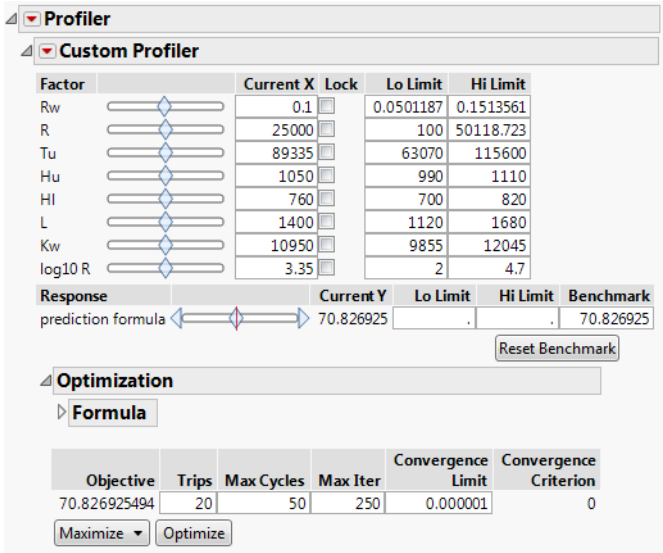 Profiler
Custom Profiler
Factor Current X Lock Lo Limit Hi Limit
Rw 0.1 0.0501187 0.1513561
R 25000 100 50118.723
Tu 89335 63070 115600
Hu 1050 990 1110
Hl 760 700 820
L 1400 1120 1680
Kw 10950 9855 12045
log10 R 3.35 2 4.7
Response Current Y Lo Limit Hi Limit Benchmark
prediction formula 70.826925 . . 70.826925
Reset Benchmark
Optimization
Formula
Convergence Convergence
Objective Trips Max Cycles Max Iter Limit Criterion
70.826925494 20 50 250 0.000001 0
Maximize Optimize